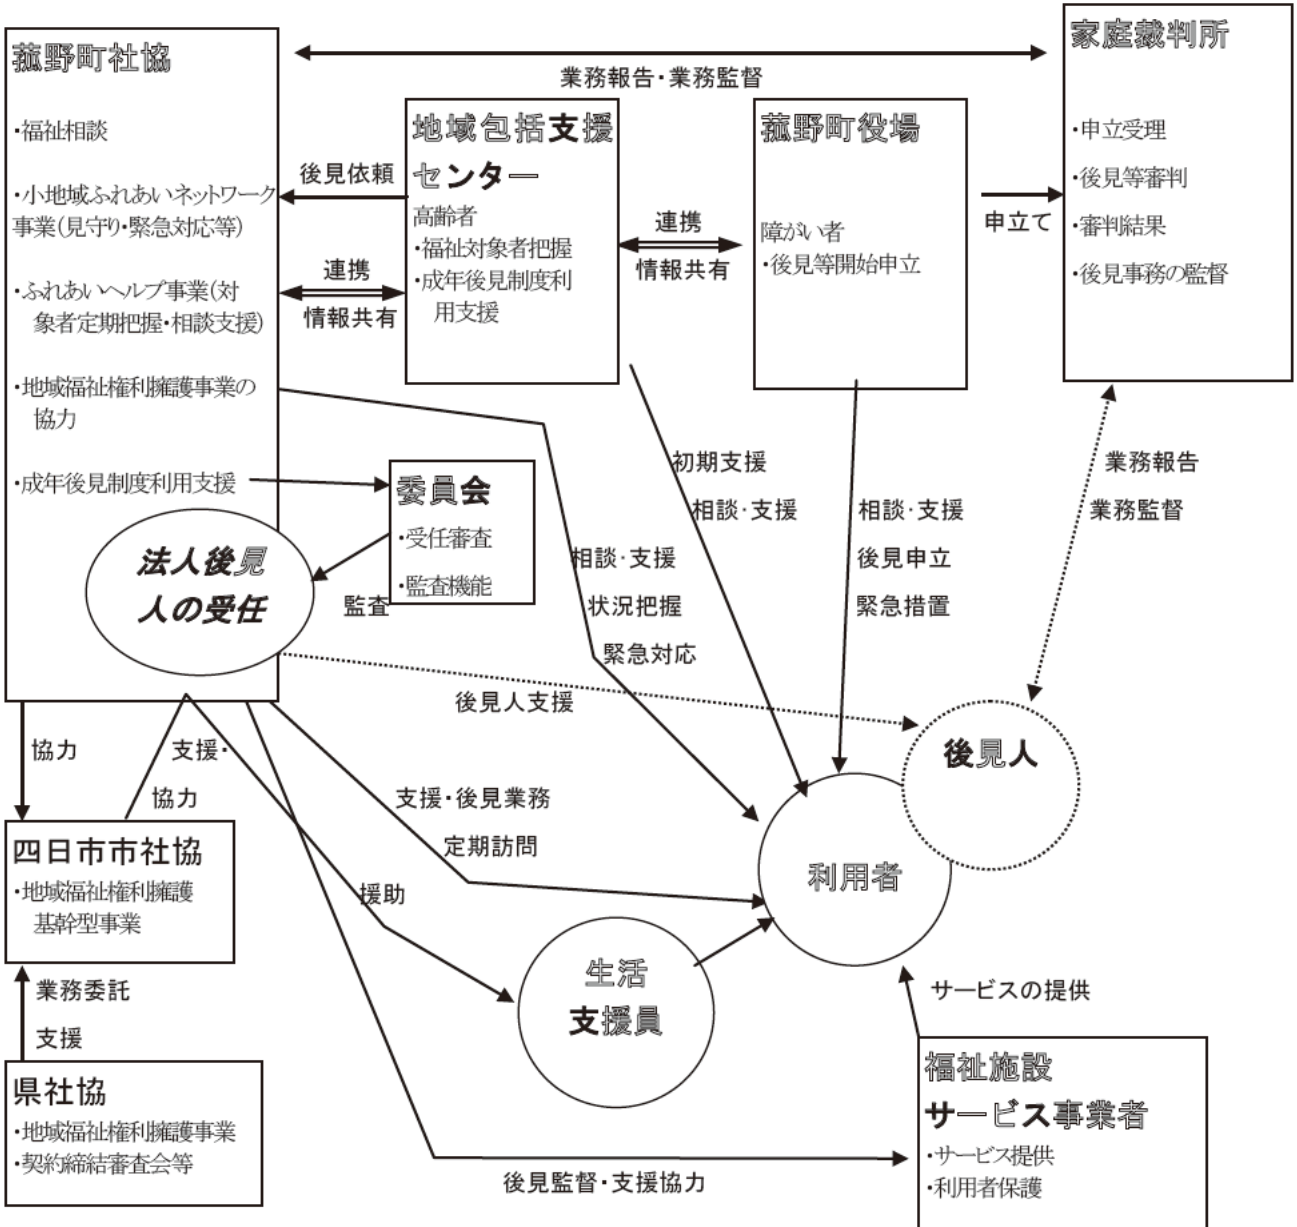 菰野町社協
・福祉相談
・小地域ふれあいネットワーク
事業(見守り・緊急対応等)
・ふれあいヘルプ事業(対
象者定期把握・相談支援)
・地域福祉権利擁護事業の
協力
・成年後見制度利用支援
法人後見
人の受任
業務報告・業務監督
後見依頼
連携
情報共有
地域包括支援
センター
高齢者
・福祉対象者把握
・成年後見制度利
用支援
連携
情報共有
菰野町役場
障がい者
・後見等開始申立
申立て
家庭裁判所
・申立受理
・後見等審判
・審判結果
・後見事務の監督
委員会
・受任審査
・監査機能
監査
初期支援
相談・支援
相談・支援
後見申立
緊急措置
業務報告
業務監督
相談・支援
状況把握
緊急対応
後見人支援
後見人
利用者
協力
支援・
協力
支援・後見業務
定期訪問
援助
四日市市社協
・地域福祉権利擁護
基幹型事業
業務委託
支援
県社協
・地域福祉権利擁護事業
・契約締結審査会等
生活
支援員
サービスの提供
福祉施設
サービス事業者
・サービス提供
・利用者保護
後見監督・支援協力